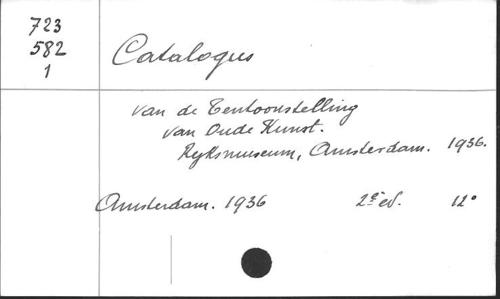 723
582
1
Catalogus
van de Tentoonstelling
van Oude Kunst.
Rijksmuseum, Amsterdam. 1936.
Amsterdam. 1936 2e ed. 12°